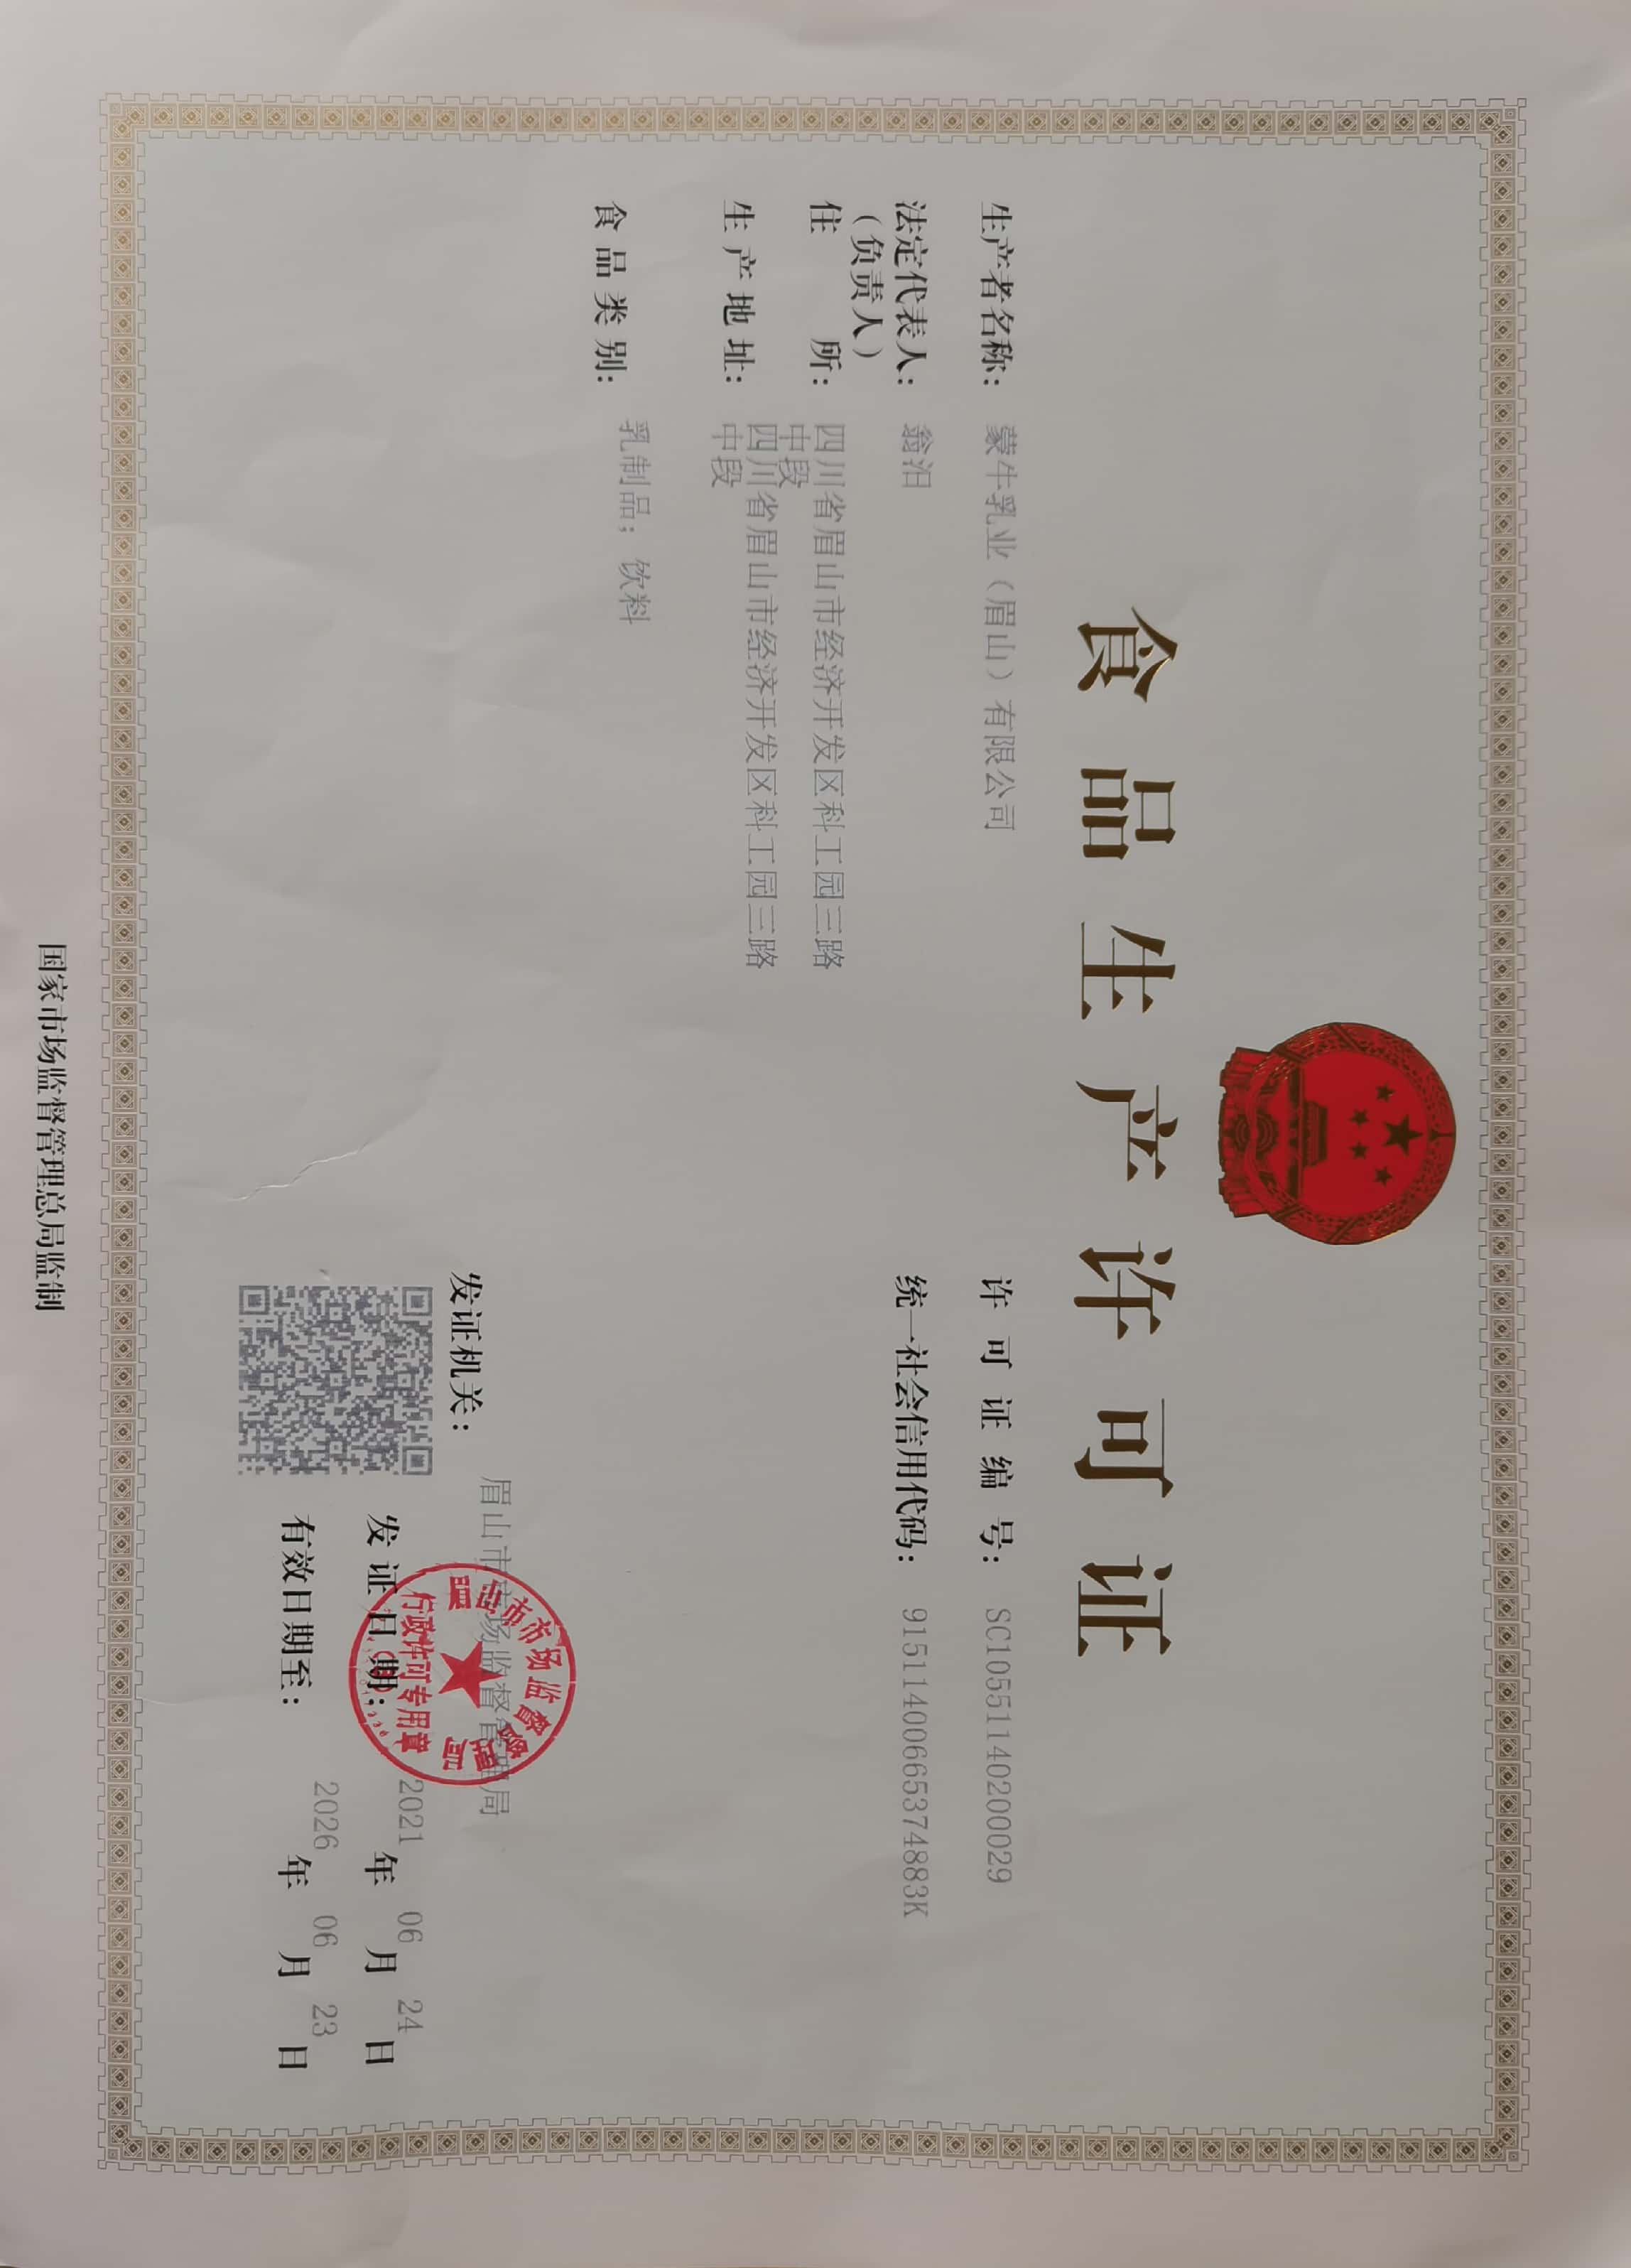 食品生产许可证
生产者名称： 蒙牛乳业（眉山）有限公司
许可证编号： SC10551140200029
法定代表人： 翁汨
（负责人）
统一社会信用代码： 91511400665374883K
住所： 四川省眉山市经济开发区科工园三路
中段
生产地址： 四川省眉山市经济开发区科工园三路
中段
食品类别： 乳制品；饮料
发证机关： 眉山市市场监督管理局
眉山市市场监督管理局
行政许可专用章
发证日期： 2021 年 06 月 24 日
有效日期至： 2026 年 06 月 23 日
国家市场监督管理总局监制